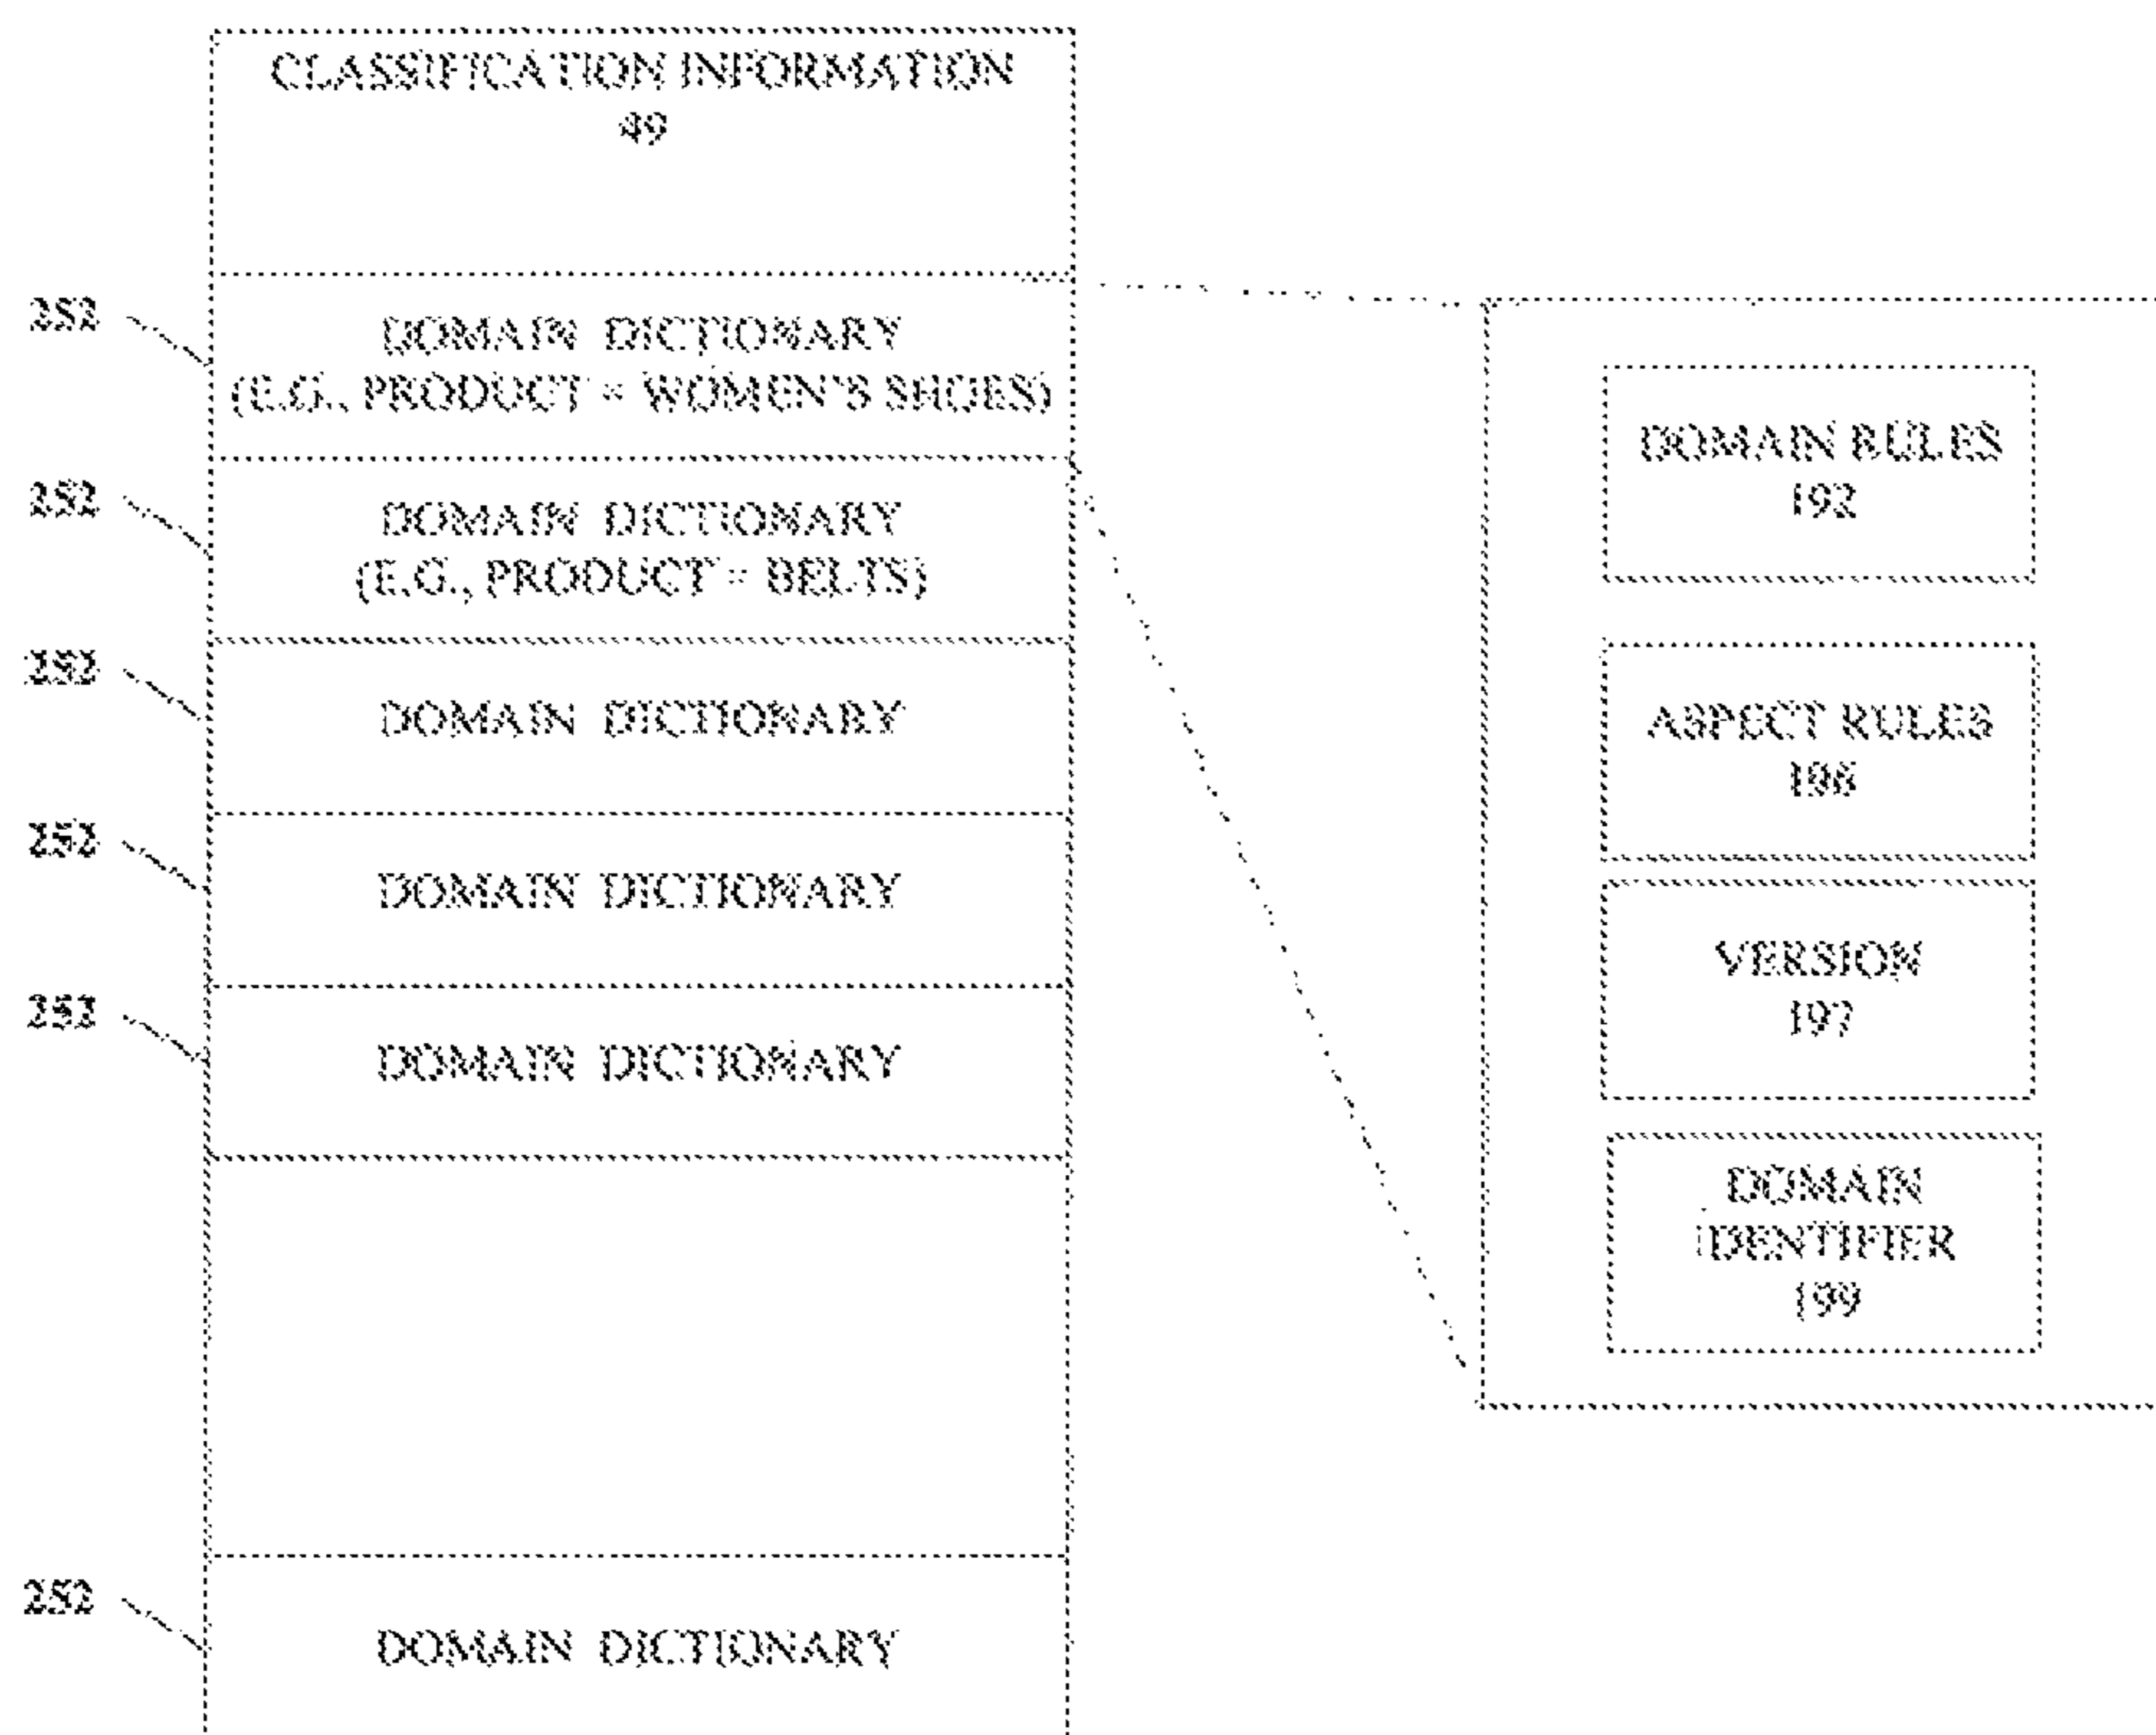 CLASSIFICATION INFORMATION
49
252
DOMAIN DICTIONARY
(E.G., PRODUCT = WOMEN'S SHOES)
252
DOMAIN DICTIONARY
(E.G., PRODUCT = BELTS)
252
DOMAIN DICTIONARY
252
DOMAIN DICTIONARY
252
DOMAIN DICTIONARY
252
DOMAIN DICTIONARY
DOMAIN RULES
192
ASPECT RULES
196
VERSION
197
DOMAIN
IDENTIFIER
199